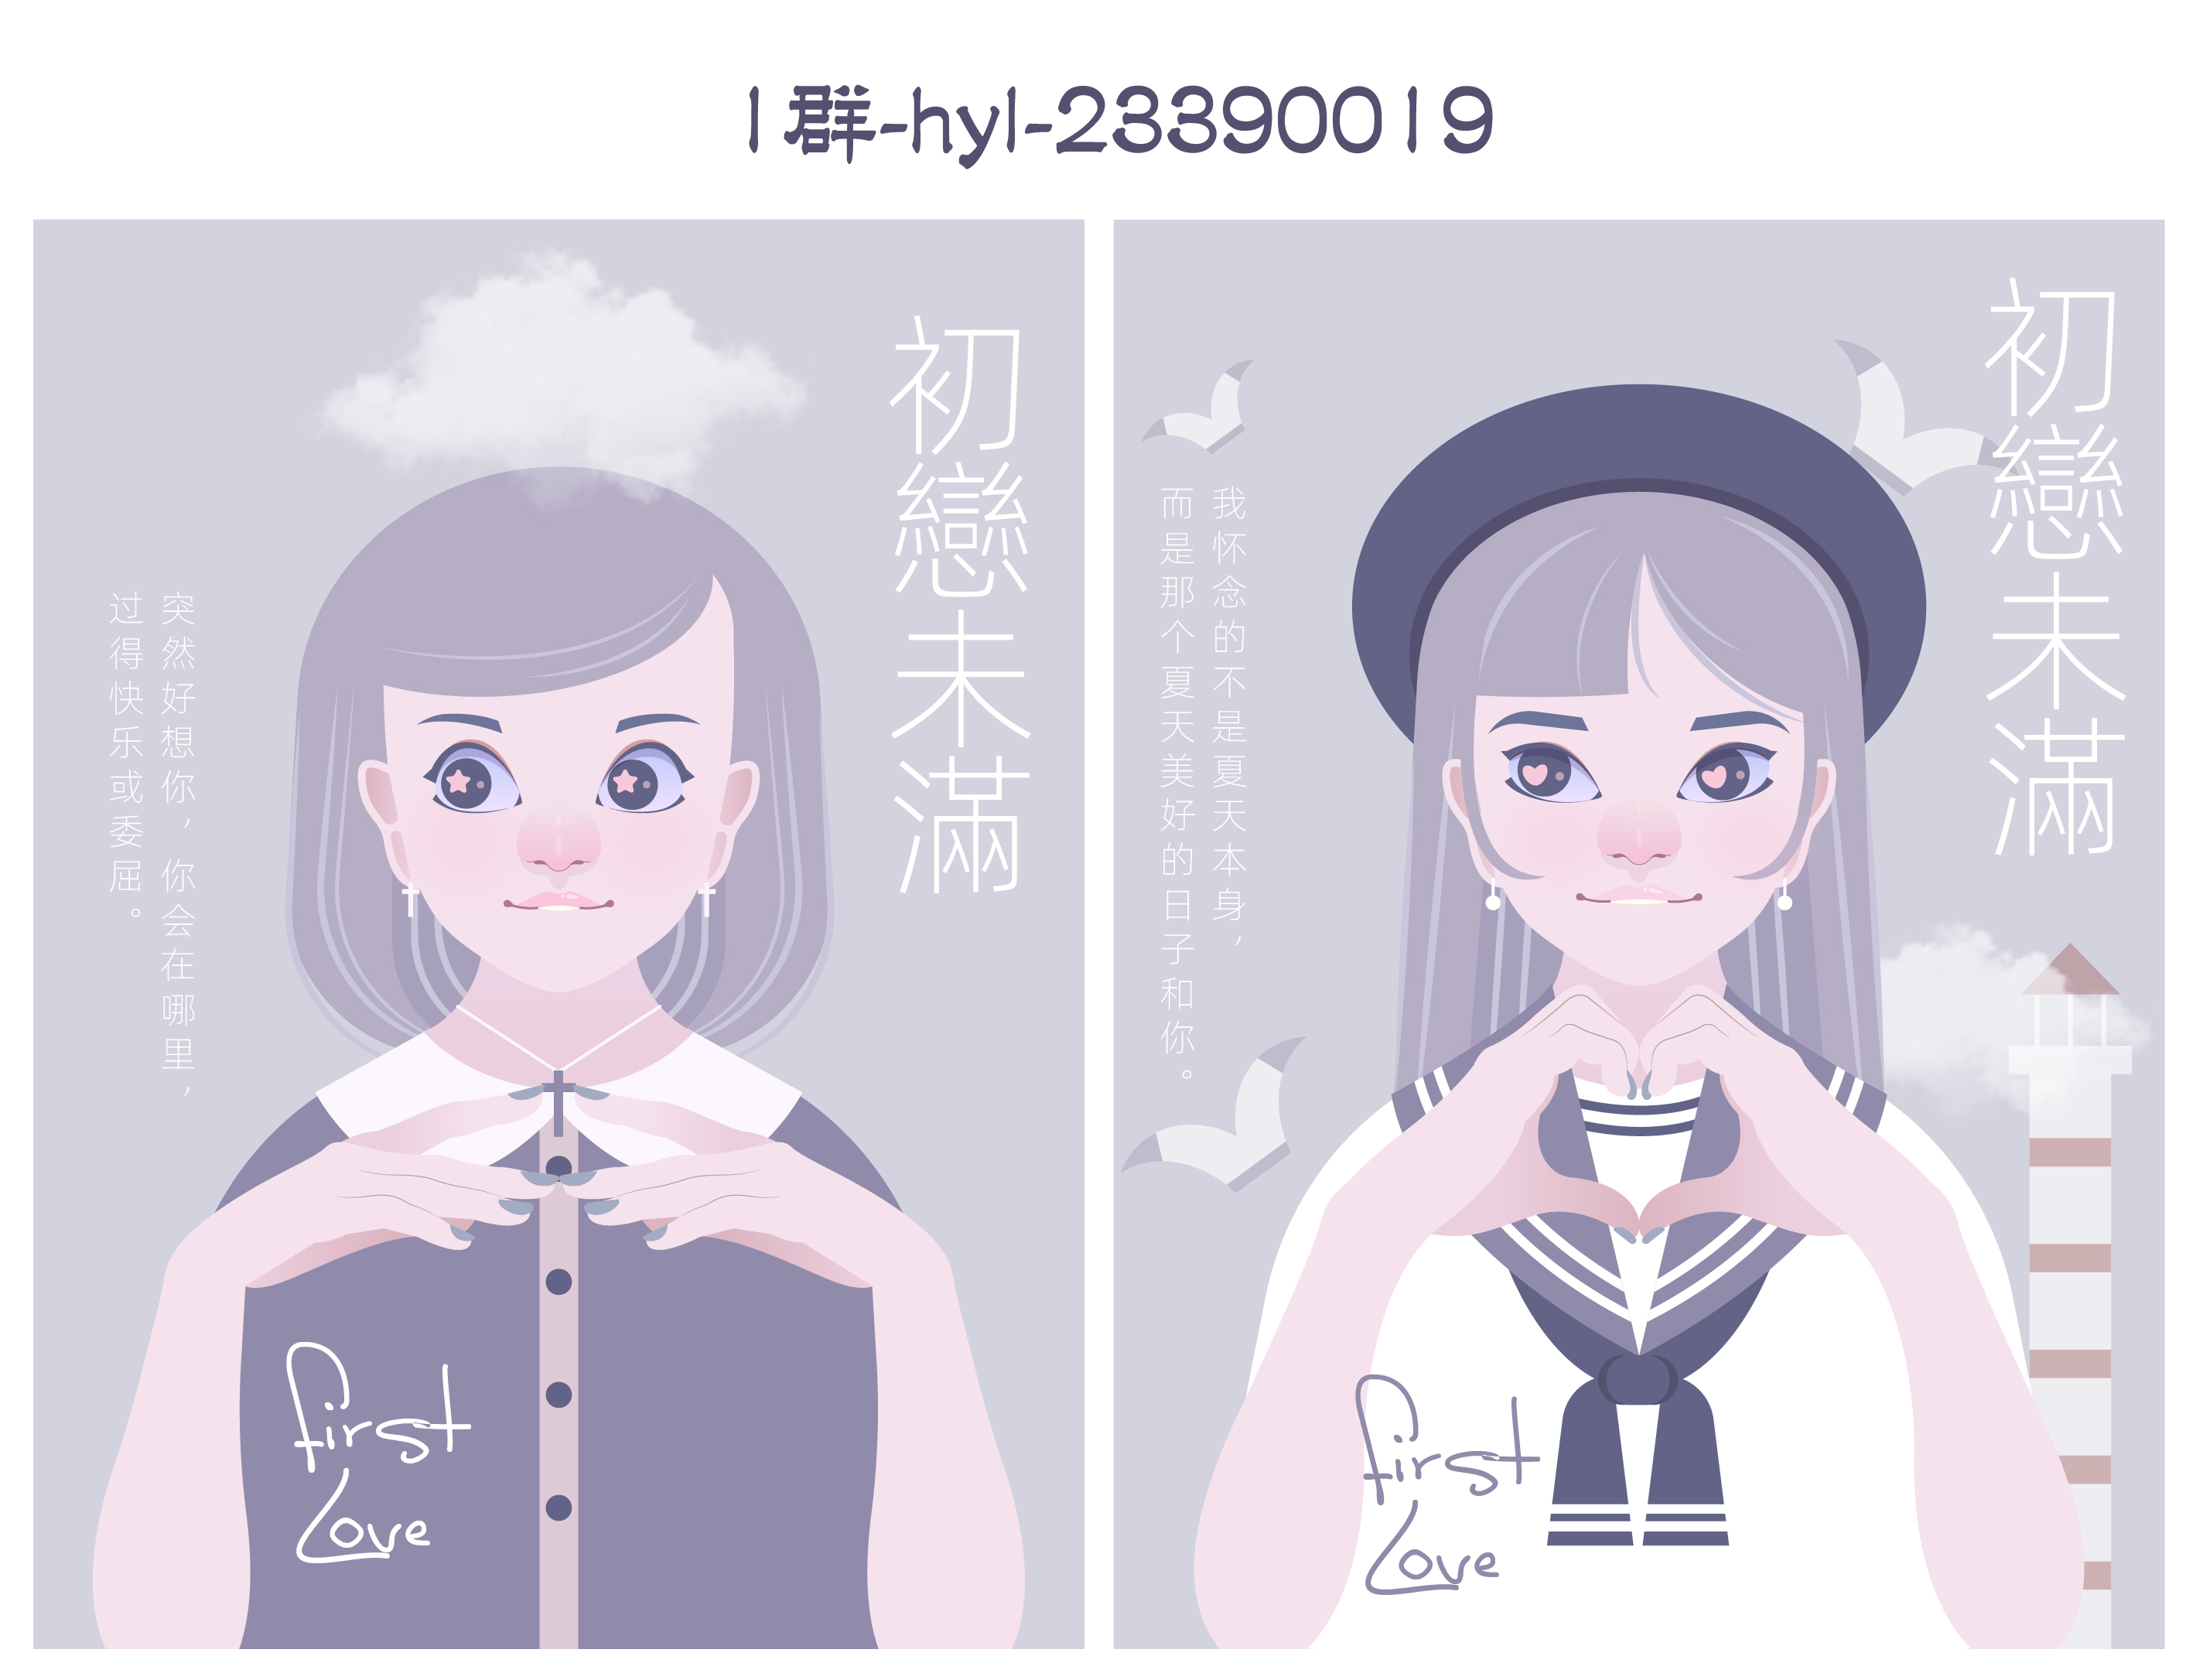 1群-hyl-23390019
初戀未滿
突然好想你，你会在哪里，
过得快乐或委屈。
First
Love
初戀未滿
我怀念的不是夏天本身，
而是那个夏天美好的日子和你。
First
Love